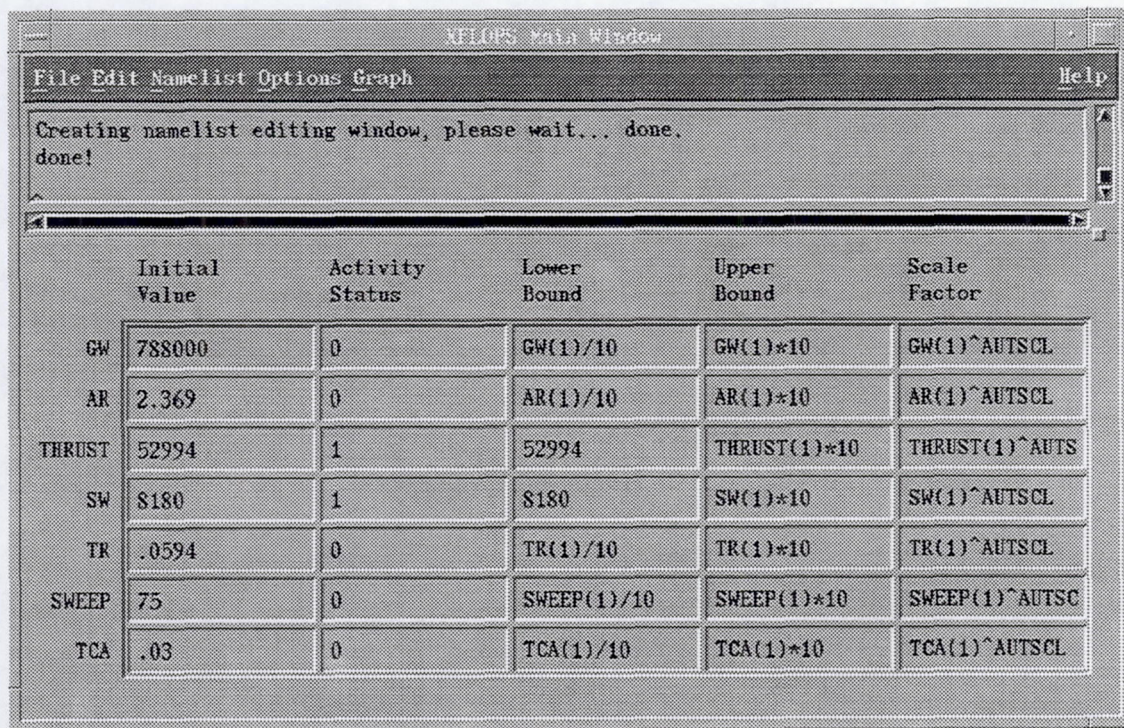 XFLOPS Main Window
File Edit Namelist Options Graph Help
Creating namelist editing window, please wait... done.
done!
Initial Value Activity Status Lower Bound Upper Bound Scale Factor
GW 788000 0 GW(1)/10 GW(1)*10 GW(1)^AUTSCL
AR 2.369 0 AR(1)/10 AR(1)*10 AR(1)^AUTSCL
THRUST 52994 1 52994 THRUST(1)*10 THRUST(1)^AUTS
SW 8180 1 8180 SW(1)*10 SW(1)^AUTSCL
TR .0594 0 TR(1)/10 TR(1)*10 TR(1)^AUTSCL
SWEEP 75 0 SWEEP(1)/10 SWEEP(1)*10 SWEEP(1)^AUTSC
TCA .03 0 TCA(1)/10 TCA(1)*10 TCA(1)^AUTSCL